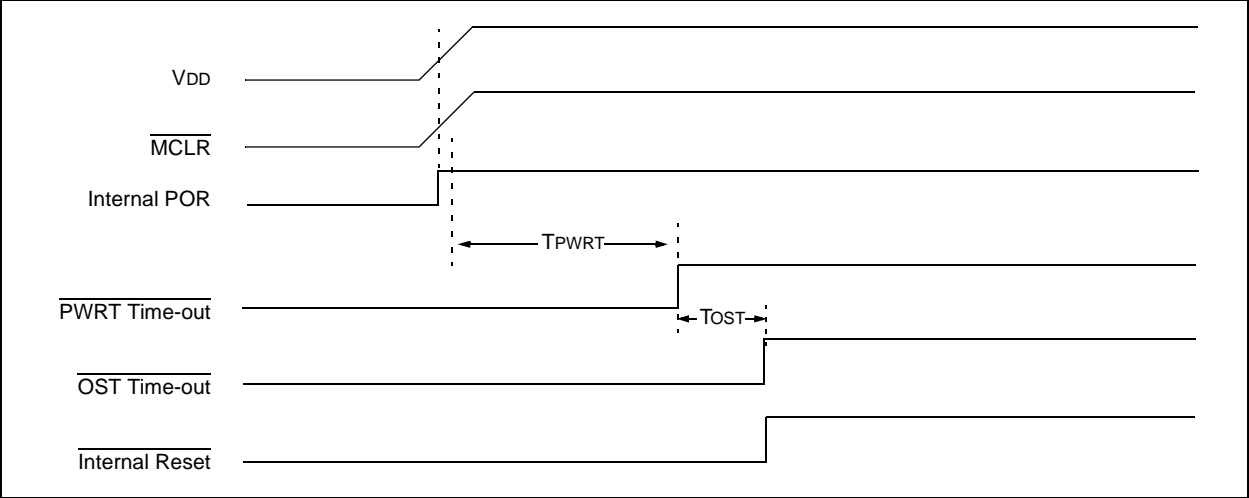 VDD
MCLR
Internal POR
TPWRT
PWRT Time-out
TOST
OST Time-out
Internal Reset